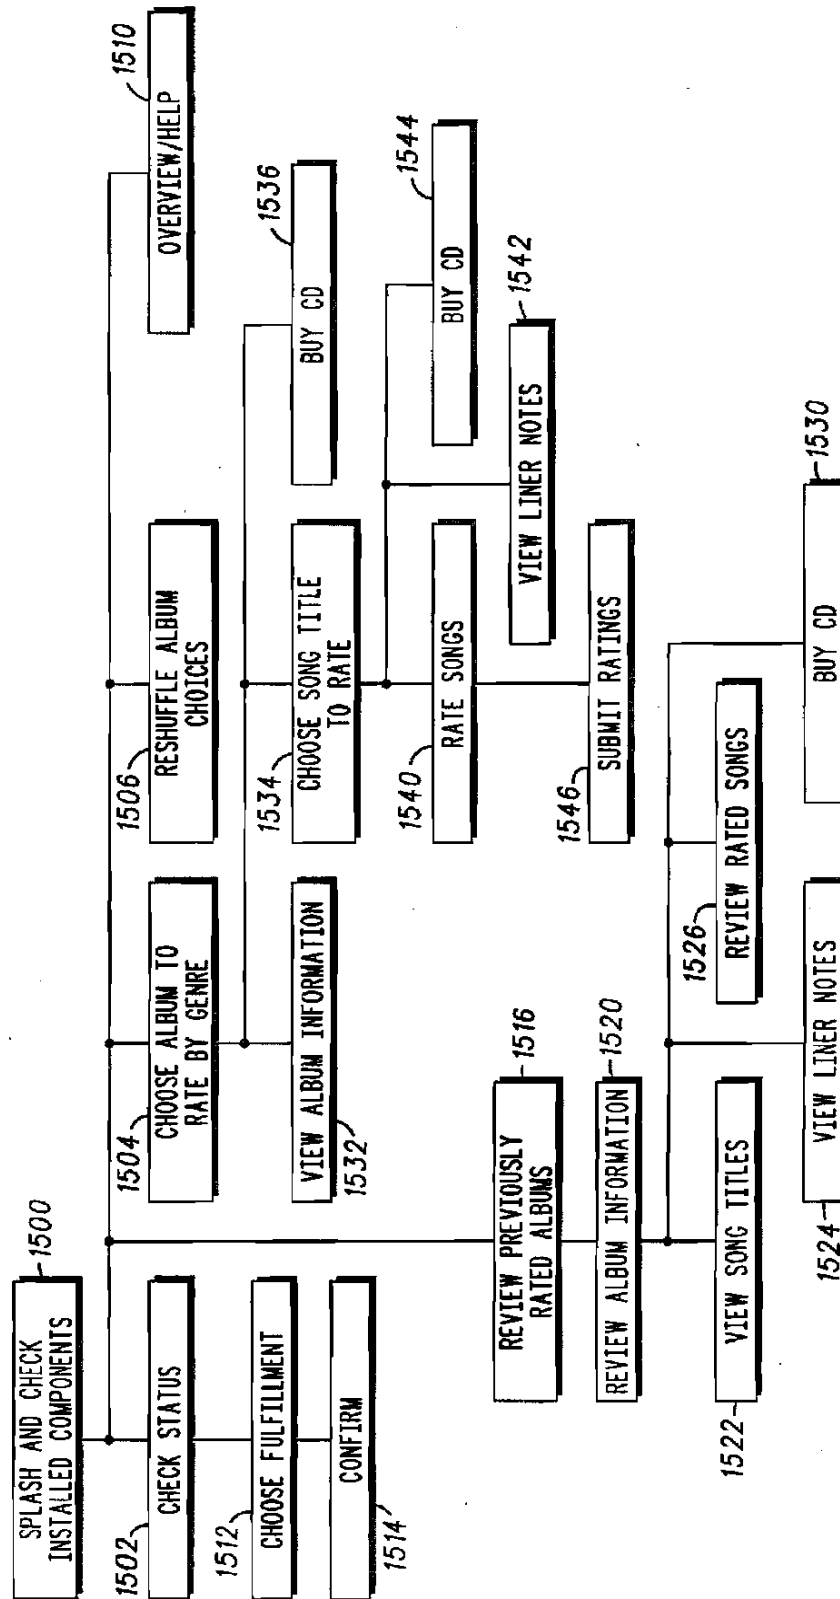 SPLASH AND CHECK
INSTALLED COMPONENTS
1500
1502
CHECK STATUS
1504
CHOOSE ALBUM TO
RATE BY GENRE
1506
RESHUFFLE ALBUM
CHOICES
OVERVIEW/HELP
1510
1512
CHOOSE FULFILLMENT
1514
CONFIRM
VIEW ALBUM INFORMATION
1532
1534
CHOOSE SONG TITLE
TO RATE
BUY CD
1536
1540
RATE SONGS
BUY CD
1544
VIEW LINER NOTES
1542
1546
SUBMIT RATINGS
REVIEW PREVIOUSLY
RATED ALBUMS
1516
REVIEW ALBUM INFORMATION
1520
1522
VIEW SONG TITLES
1526
REVIEW RATED SONGS
1524
VIEW LINER NOTES
BUY CD
1530